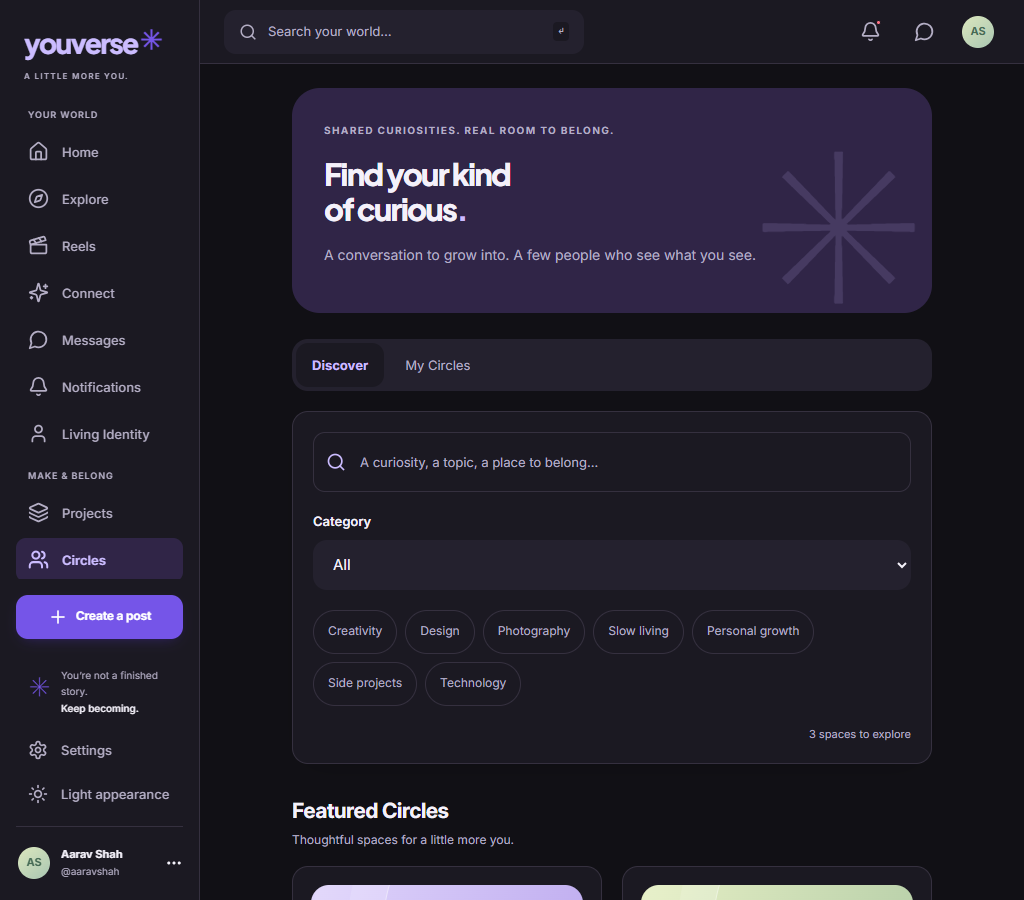 youverse
A LITTLE MORE YOU.
Search your world...
AS
YOUR WORLD
Home
Explore
Reels
Connect
Messages
Notifications
Living Identity
MAKE & BELONG
Projects
Circles
Create a post
You're not a finished
story.
Keep becoming.
Settings
Light appearance
AS
Aarav Shah
@aaravshah
SHARED CURIOSITIES. REAL ROOM TO BELONG.
Find your kind
of curious.
A conversation to grow into. A few people who see what you see.
Discover
My Circles
A curiosity, a topic, a place to belong...
Category
All
Creativity
Design
Photography
Slow living
Personal growth
Side projects
Technology
3 spaces to explore
Featured Circles
Thoughtful spaces for a little more you.